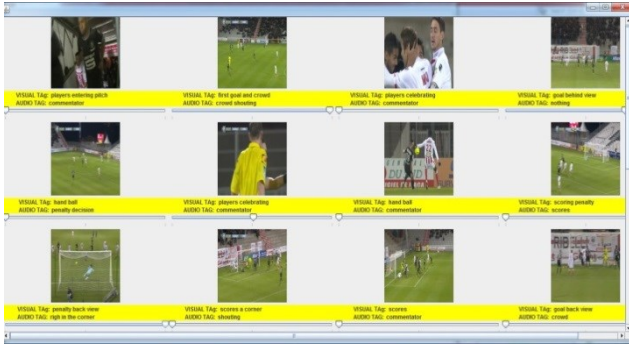 VISUAL TAg: players entering pitch
AUDIO TAG: commentator
VISUAL TAg: first goal and crowd
AUDIO TAG: crowd shouting
VISUAL TAg: players celebrating
AUDIO TAG: commentator
VISUAL TAg: goal behind view
AUDIO TAG: nothing
VISUAL TAg: hand ball
AUDIO TAG: penalty decision
VISUAL TAg: players celebrating
AUDIO TAG: commentator
VISUAL TAg: hand ball
AUDIO TAG: commentator
VISUAL TAg: scoring penalty
AUDIO TAG: scores
VISUAL TAg: penalty back view
AUDIO TAG: righ in the corner
VISUAL TAg: scores a corner
AUDIO TAG: shouting
VISUAL TAg: scores
AUDIO TAG: commentator
VISUAL TAg: goal back view
AUDIO TAG: crowd